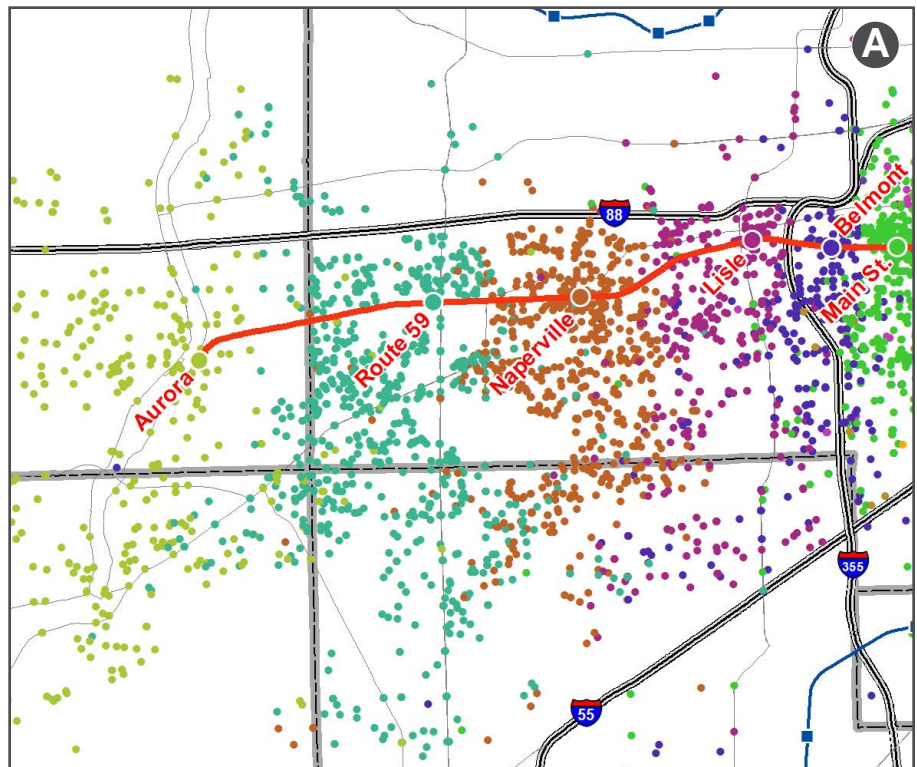 A
88
Belmont
Lisle
Main St.
Route 59
Naperville
Aurora
355
55